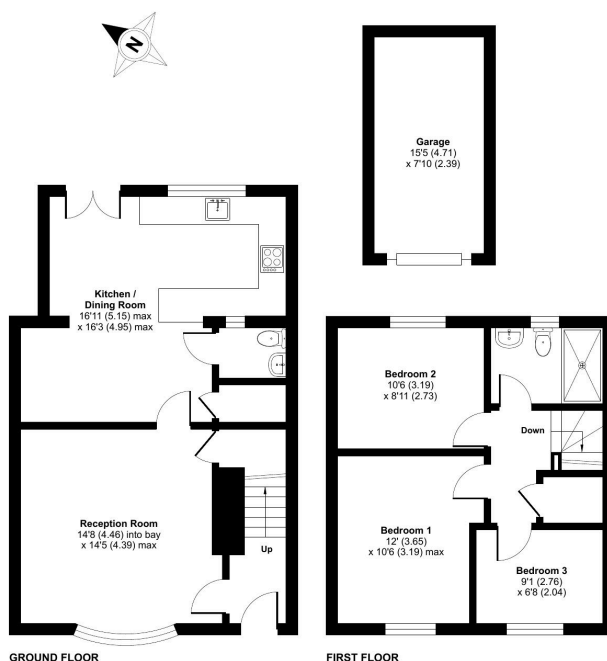 N
Garage
15'5 (4.71)
x 7'10 (2.39)
Kitchen /
Dining Room
16'11 (5.15) max
x 16'3 (4.95) max
Reception Room
14'8 (4.46) into bay
x 14'5 (4.39) max
Up
GROUND FLOOR
Bedroom 2
10'6 (3.19)
x 8'11 (2.73)
Down
Bedroom 1
12' (3.65)
x 10'6 (3.19) max
Bedroom 3
9'1 (2.76)
x 6'8 (2.04)
FIRST FLOOR